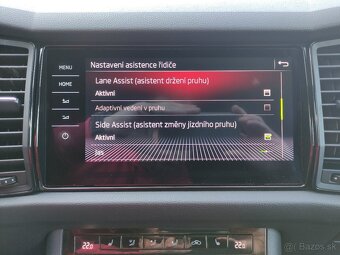 Nastavení asistence řidiče
MENU
HOME
Lane Assist (asistent držení pruhu)
Aktivní
Adaptivní vedení v pruhu
Side Assist (asistent změny jízdního pruhu)
Aktivní
Jas
22.0
22.0
Bazos.sk